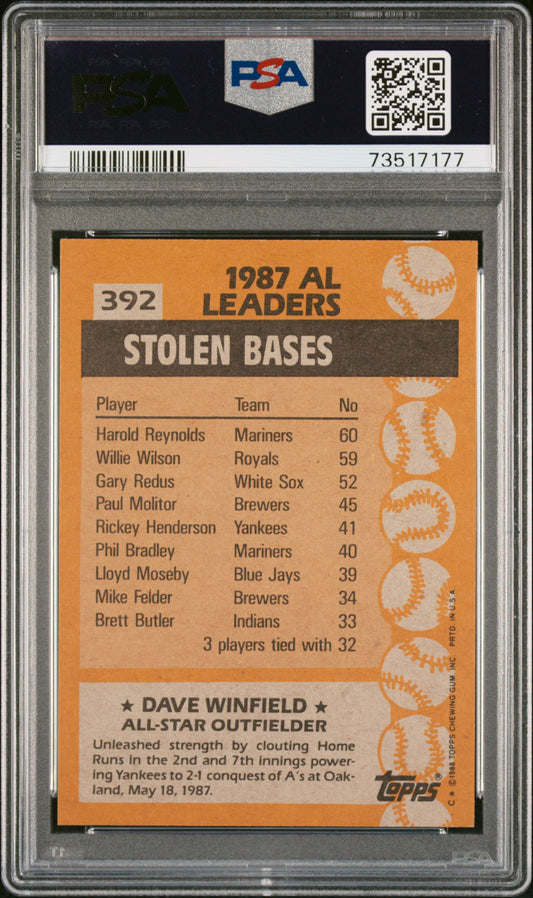 PSA
PSA
73517177
392
1987 AL
LEADERS
STOLEN BASES
Player Team No
Harold Reynolds Mariners 60
Willie Wilson Royals 59
Gary Redus White Sox 52
Paul Molitor Brewers 45
Rickey Henderson Yankees 41
Phil Bradley Mariners 40
Lloyd Moseby Blue Jays 39
Mike Felder Brewers 34
Brett Butler Indians 33
3 players tied with 32
★ DAVE WINFIELD ★
ALL-STAR OUTFIELDER
Unleashed strength by clouting Home
Runs in the 2nd and 7th innings power-
ing Yankees to 2-1 conquest of A's at Oak-
land, May 18, 1987.
TOPPS®
C ✶ ©1988 TOPPS CHEWING GUM, INC. PRTD. IN U.S.A.
PSA